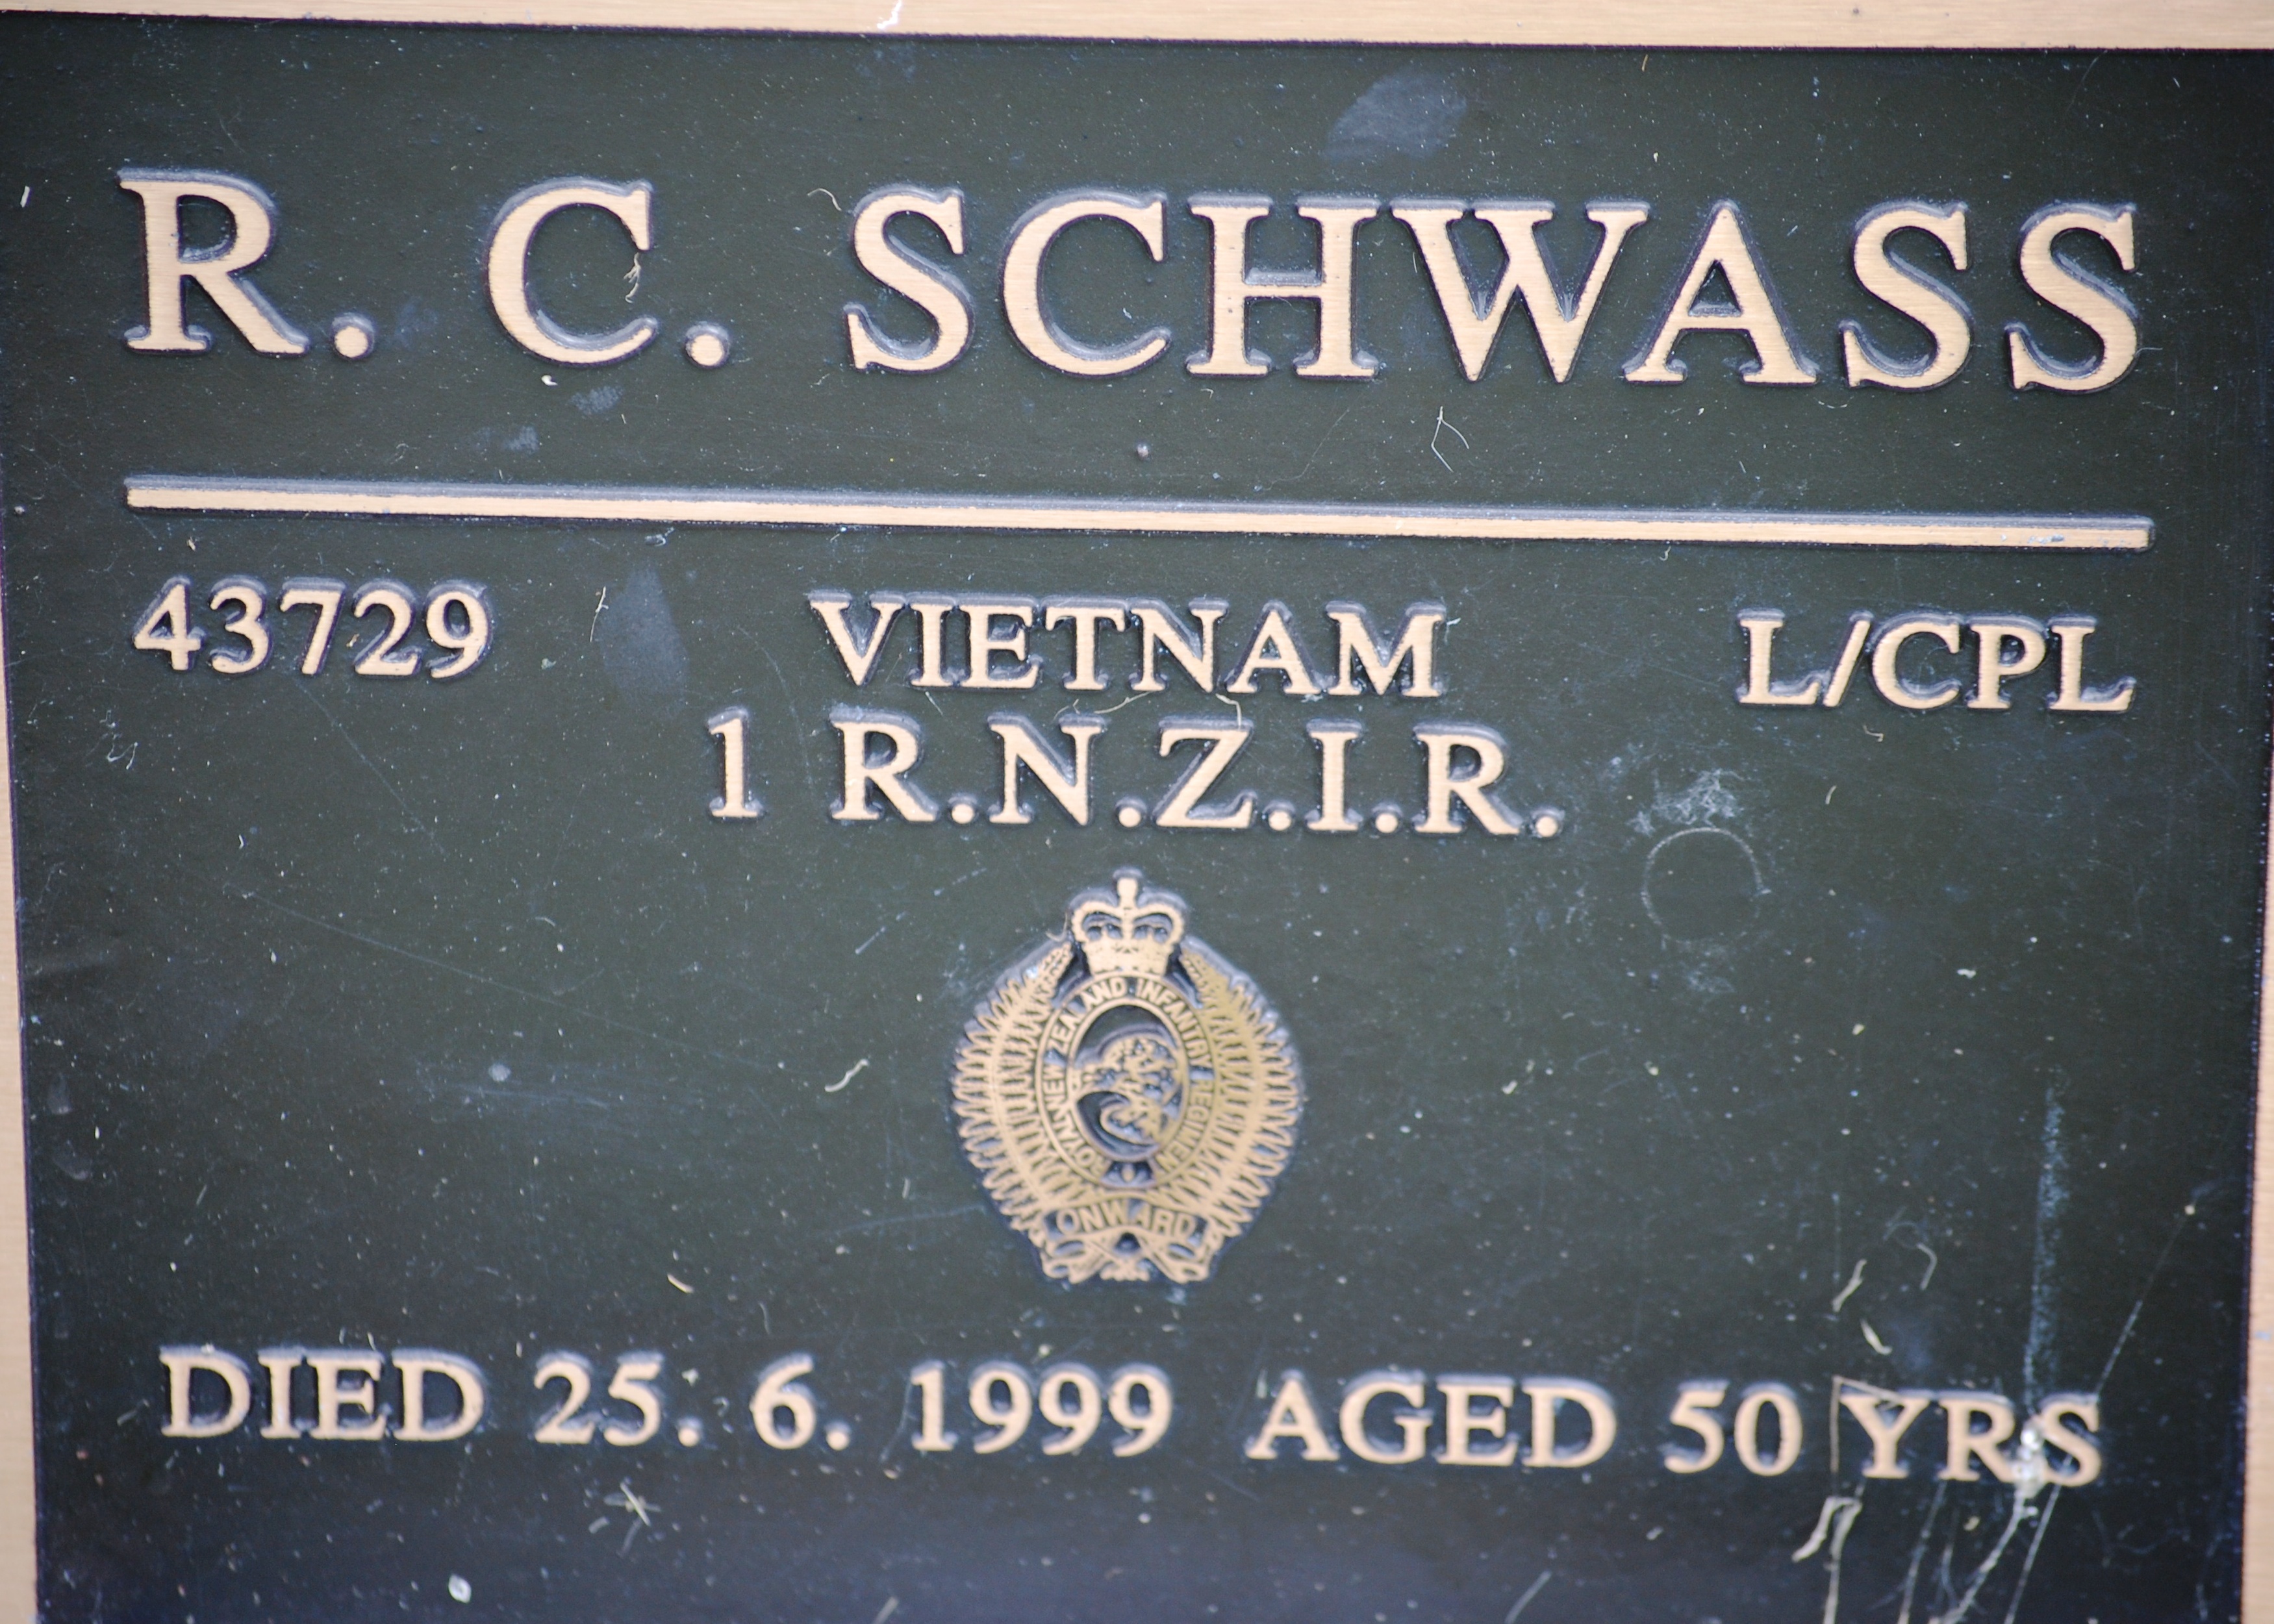 R. C. SCHWASS
43729 VIETNAM L/CPL
1 R.N.Z.I.R.
ROYAL NEW ZEALAND INFANTRY REGIMENT
ONWARD
DIED 25. 6. 1999 AGED 50 YRS